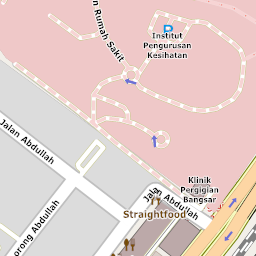 n Rumah Sakit
P
Institut
Pengurusan
Kesihatan
Jalan Abdullah
Klinik
Pergigian
Bangsar
Jalan Abdullah
Straightfood
orong Abdullah